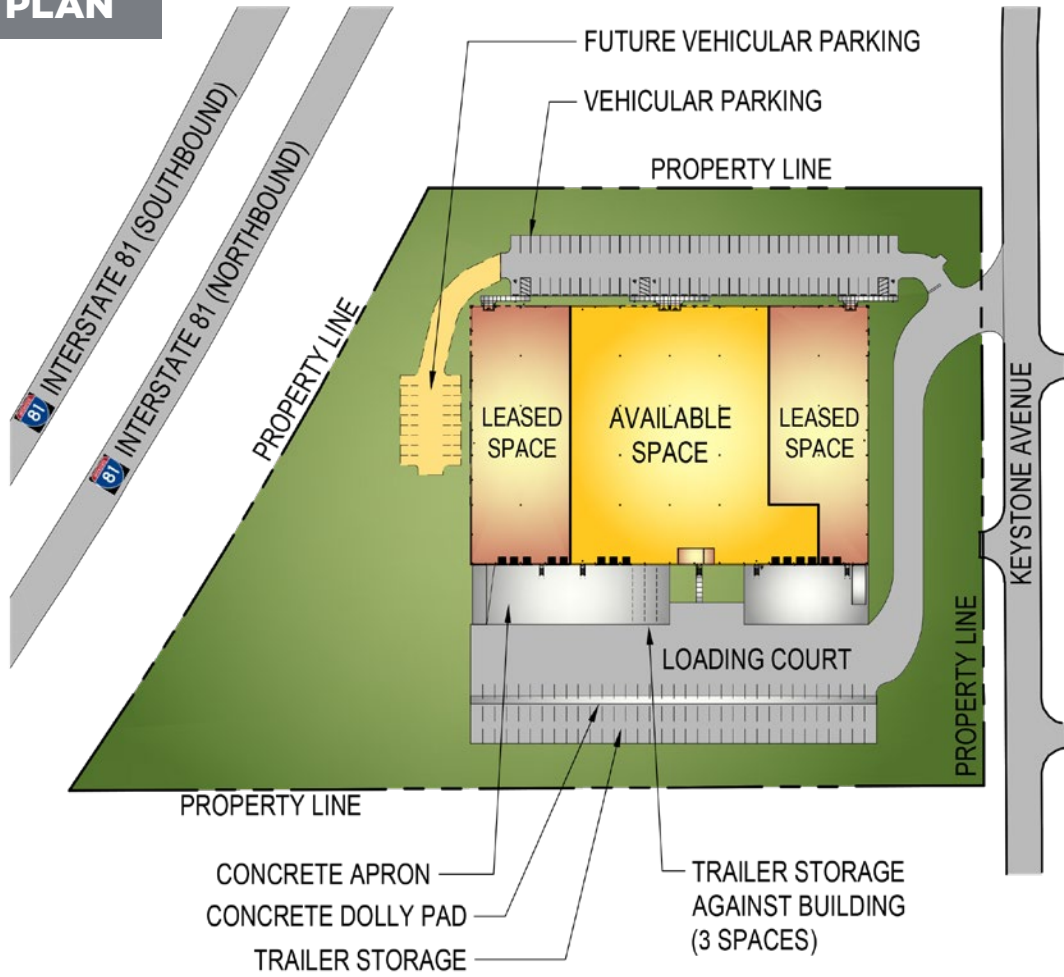 PLAN
FUTURE VEHICULAR PARKING
VEHICULAR PARKING
PROPERTY LINE
INTERSTATE 81 (SOUTHBOUND)
81
INTERSTATE 81 (NORTHBOUND)
81
PROPERTY LINE
LEASED
SPACE
AVAILABLE
SPACE
LEASED
SPACE
KEYSTONE AVENUE
LOADING COURT
PROPERTY LINE
PROPERTY LINE
CONCRETE APRON
CONCRETE DOLLY PAD
TRAILER STORAGE
TRAILER STORAGE
AGAINST BUILDING
(3 SPACES)